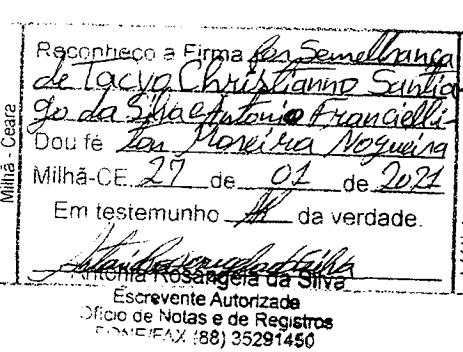 Reconheço a Firma por Semelhança
de Tacyo Christianno Santia-
go da Silva e Antonio Francielli-
Dou fé ton Moreira Nogueira
Milhã-CE 27 de 01 de 2021
Em testemunho da verdade.
Antonia Rosangela da Silva
Escrevente Autorizada
Ofício de Notas e de Registros
FONE/FAX (88) 35291450
Milhã - Ceará